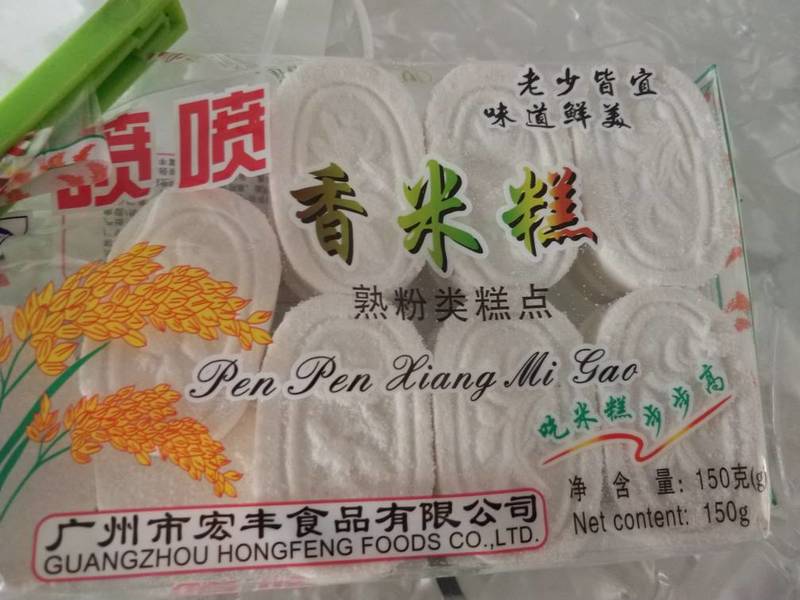 老少皆宜
味道鲜美
喷喷
香米糕
熟粉类糕点
Pen Pen Xiang Mi Gao
吃米糕步步高
净含量: 150克(g)
Net content: 150g
广州市宏丰食品有限公司
GUANGZHOU HONGFENG FOODS CO.,LTD.